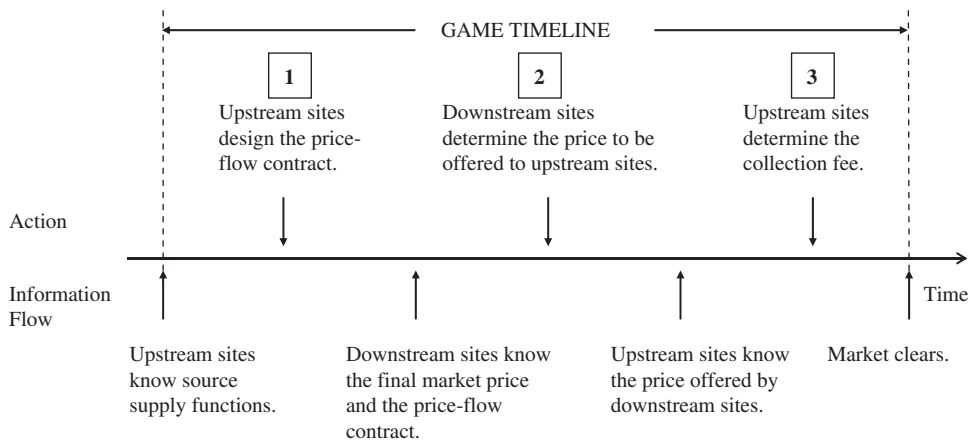 GAME TIMELINE
1
Upstream sites
design the price-
flow contract.
2
Downstream sites
determine the price to be
offered to upstream sites.
3
Upstream sites
determine the
collection fee.
Action
Information
Flow
Time
Upstream sites
know source
supply functions.
Downstream sites know
the final market price
and the price-flow
contract.
Upstream sites know
the price offered by
downstream sites.
Market clears.